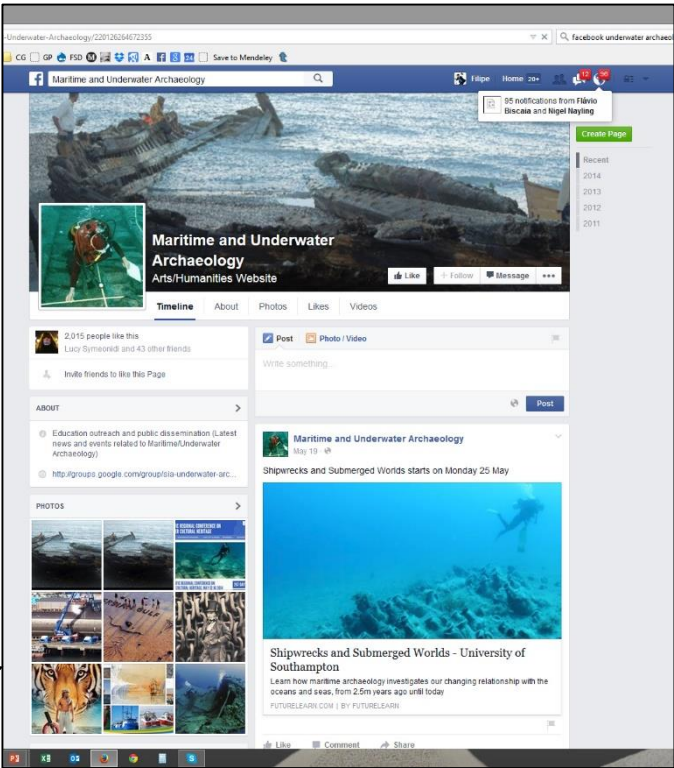 -Underwater-Archaeology/220126264672355
facebook underwater archaeol
CG GP FSD A 24 Save to Mendeley
Maritime and Underwater Archaeology
Filipe Home 20+
12
95 notifications from Flávio
Biscaia and Nigel Nayling
Create Page
Recent
2014
2013
2012
2011
Maritime and Underwater
Archaeology
Arts/Humanities Website
Like + Follow Message
Timeline About Photos Likes Videos
2,015 people like this
Lucy Symeonidi and 43 other friends
Invite friends to like this Page
ABOUT
Education outreach and public dissemination (Latest
news and events related to Maritime/Underwater
Archaeology)
http://groups.google.com/group/aia-underwater-arc...
PHOTOS
Post Photo / Video
Write something...
Post
Maritime and Underwater Archaeology
May 19
Shipwrecks and Submerged Worlds starts on Monday 25 May
Shipwrecks and Submerged Worlds - University of
Southampton
Learn how maritime archaeology investigates our changing relationship with the
oceans and seas, from 2.5m years ago until today
FUTURELEARN.COM | BY FUTURELEARN
Like Comment Share